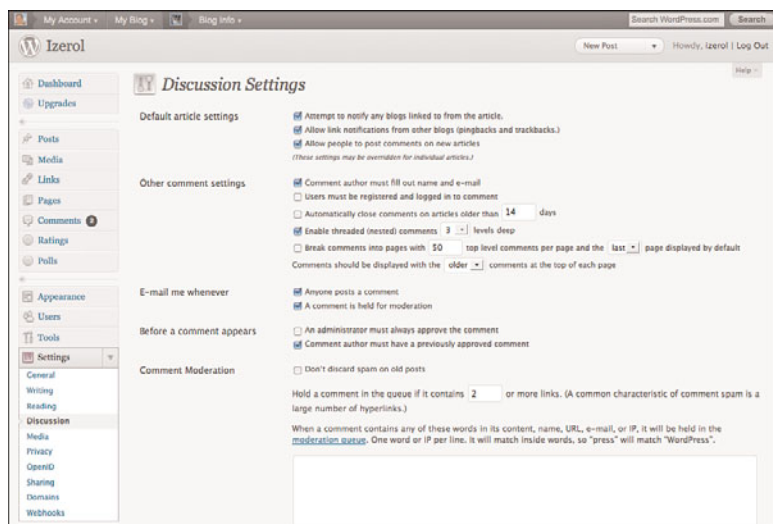 My Account
My Blog
Blog Info
Search WordPress.com
Search
Izerol
New Post
Howdy, Izerol | Log Out
Help
Dashboard
Upgrades
Posts
Media
Links
Pages
Comments 2
Ratings
Polls
Appearance
Users
Tools
Settings
General
Writing
Reading
Discussion
Media
Privacy
OpenID
Sharing
Domains
Webhooks
Discussion Settings
Default article settings
Attempt to notify any blogs linked to from the article.
Allow link notifications from other blogs (pingbacks and trackbacks.)
Allow people to post comments on new articles
(These settings may be overridden for individual articles.)
Other comment settings
Comment author must fill out name and e-mail
Users must be registered and logged in to comment
Automatically close comments on articles older than 14 days
Enable threaded (nested) comments 3 levels deep
Break comments into pages with 50 top level comments per page and the last page displayed by default
Comments should be displayed with the older comments at the top of each page
E-mail me whenever
Anyone posts a comment
A comment is held for moderation
Before a comment appears
An administrator must always approve the comment
Comment author must have a previously approved comment
Comment Moderation
Don't discard spam on old posts
Hold a comment in the queue if it contains 2 or more links. (A common characteristic of comment spam is a
large number of hyperlinks.)
When a comment contains any of these words in its content, name, URL, e-mail, or IP, it will be held in the
moderation queue. One word or IP per line. It will match inside words, so "press" will match "WordPress".